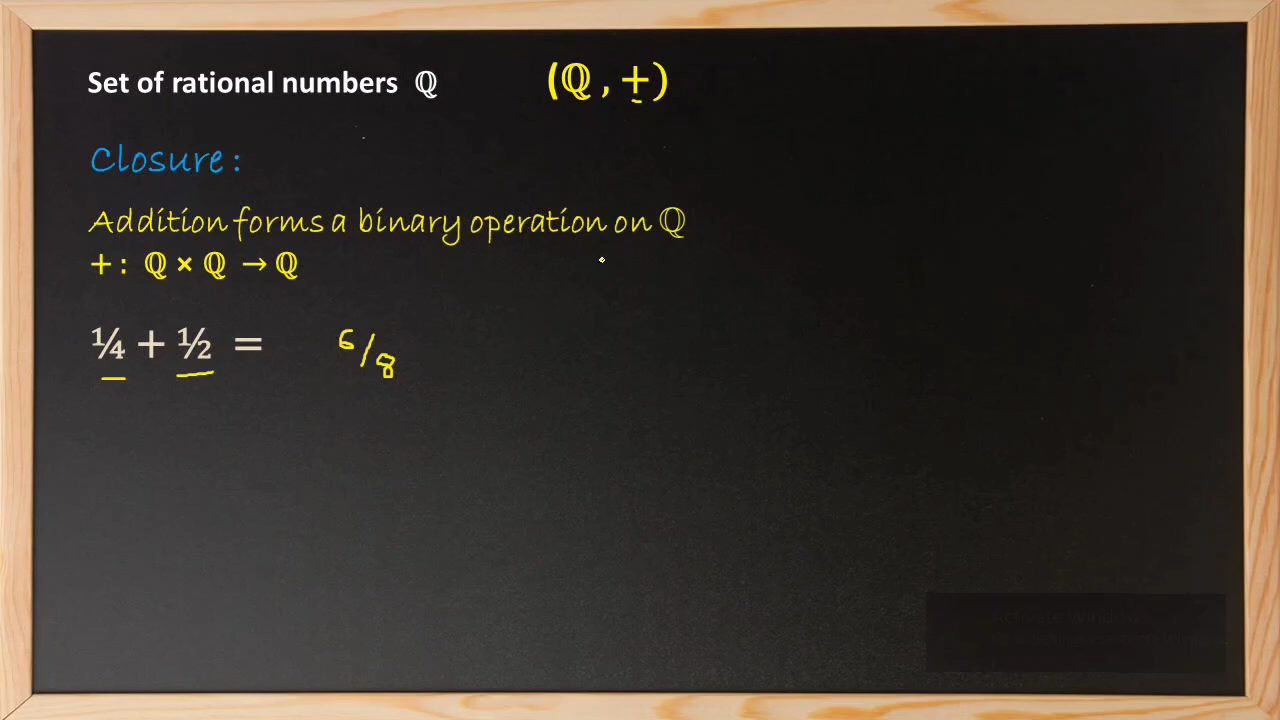 Set of rational numbers ℚ (ℚ , +)
Closure :
Addition forms a binary operation on ℚ
+ : ℚ × ℚ → ℚ
¼ + ½ = 6/8